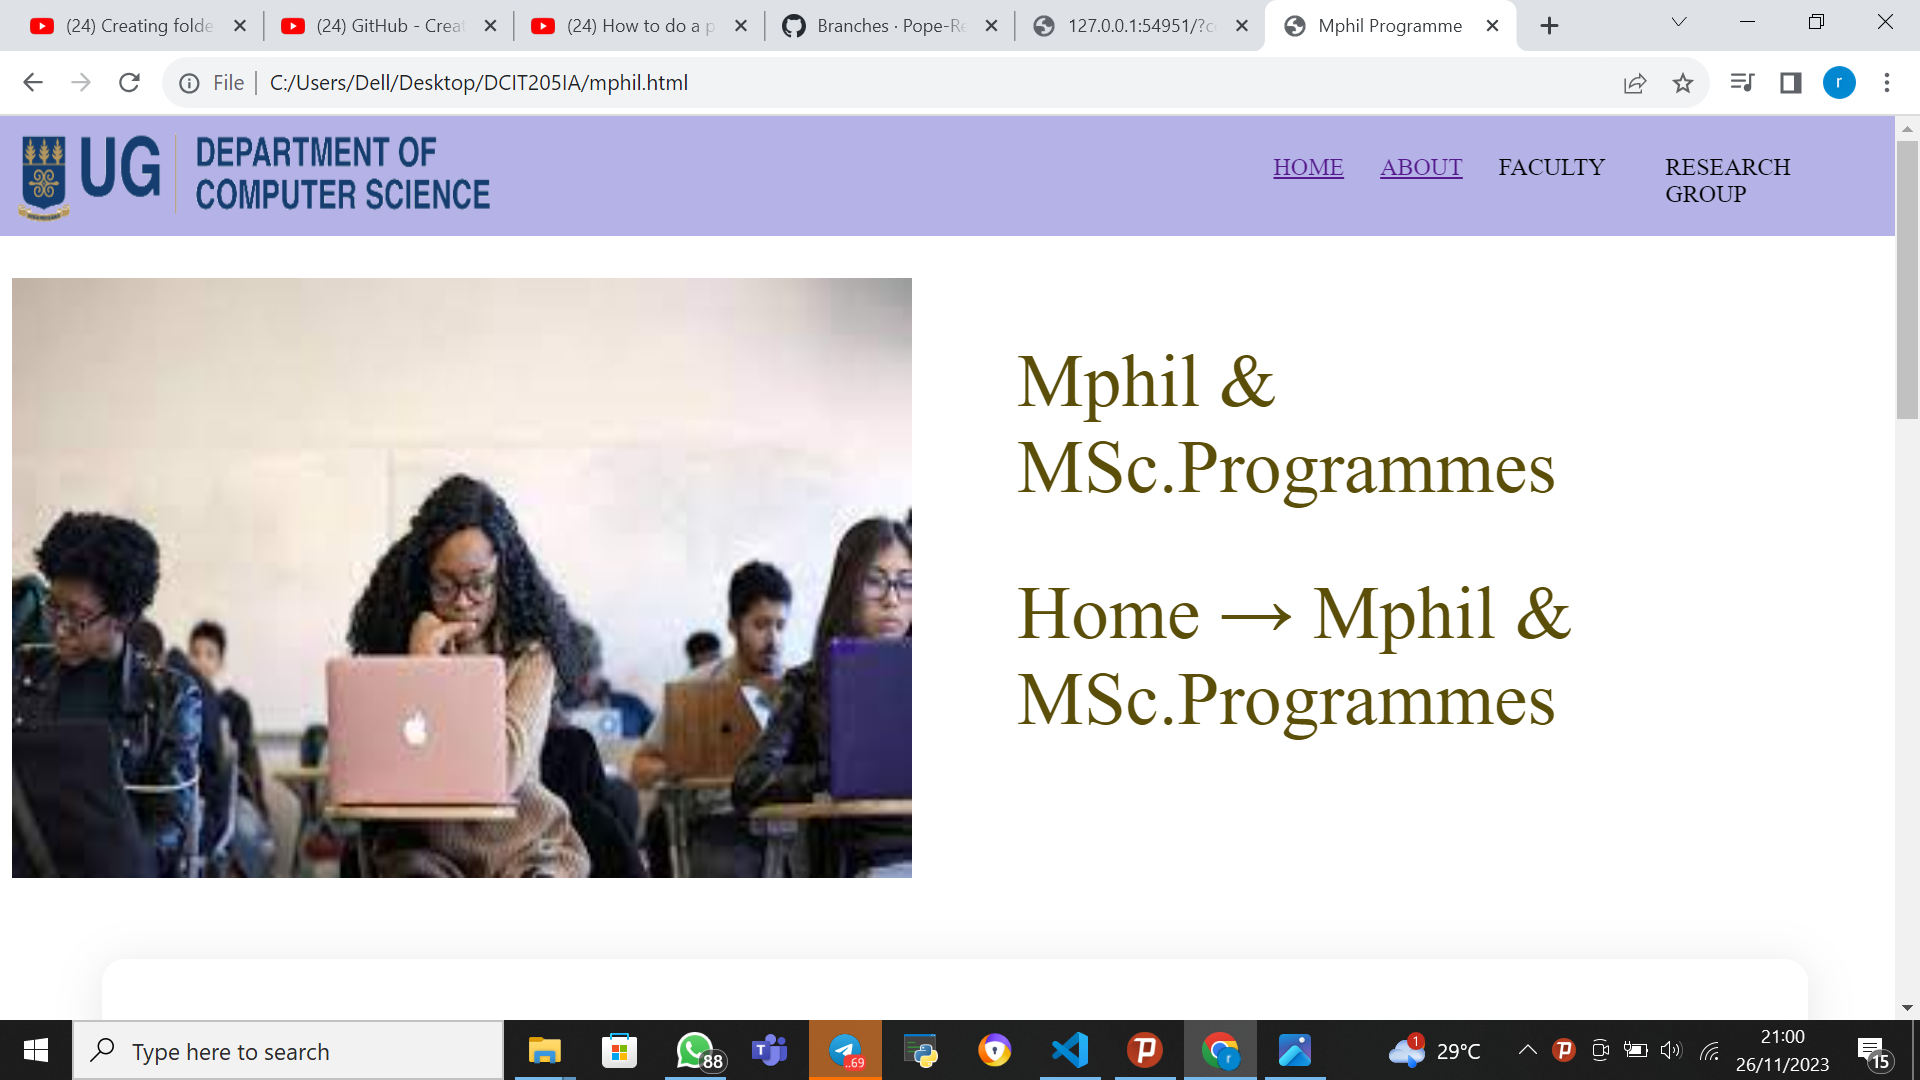 (24) Creating folde
(24) GitHub - Creat
(24) How to do a p
Branches · Pope-Re
127.0.0.1:54951/?c
Mphil Programme
File
C:/Users/Dell/Desktop/DCIT205IA/mphil.html
r
UG
DEPARTMENT OF
COMPUTER SCIENCE
HOME
ABOUT
FACULTY
RESEARCH
GROUP
Mphil &
MSc.Programmes
Home → Mphil &
MSc.Programmes
Type here to search
88
..69
r
1
29°C
21:00
26/11/2023
15